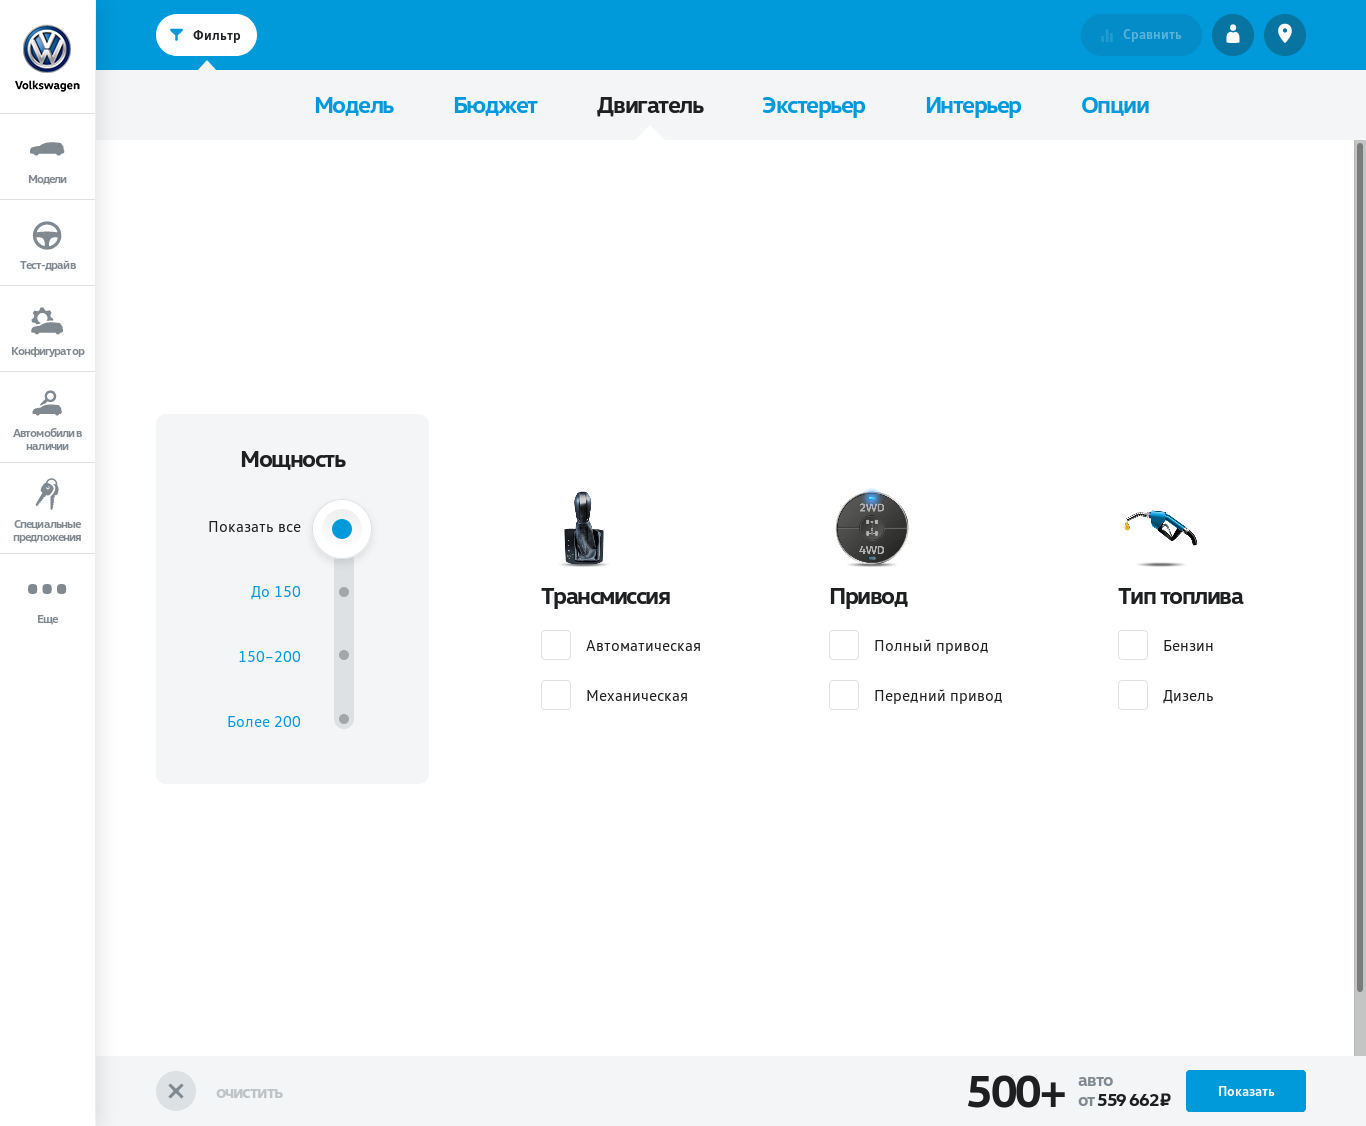 Volkswagen
Модели
Тест-драйв
Конфигуратор
Автомобили в
наличии
Специальные
предложения
Еще
Фильтр
Сравнить
Модель
Бюджет
Двигатель
Экстерьер
Интерьер
Опции
Мощность
Показать все
До 150
150–200
Более 200
2WD
4WD
Трансмиссия
Автоматическая
Механическая
Привод
Полный привод
Передний привод
Тип топлива
Бензин
Дизель
ОЧИСТИТЬ
500+
авто
от 559 662₽
Показать